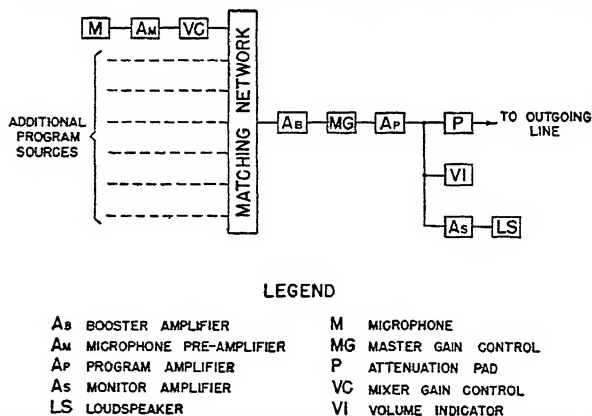 M AM VC
MATCHING NETWORK
ADDITIONAL
PROGRAM
SOURCES
AB MG AP P TO OUTGOING
LINE
VI
AS LS
LEGEND
AB BOOSTER AMPLIFIER
AM MICROPHONE PRE-AMPLIFIER
AP PROGRAM AMPLIFIER
AS MONITOR AMPLIFIER
LS LOUDSPEAKER
M MICROPHONE
MG MASTER GAIN CONTROL
P ATTENUATION PAD
VC MIXER GAIN CONTROL
VI VOLUME INDICATOR